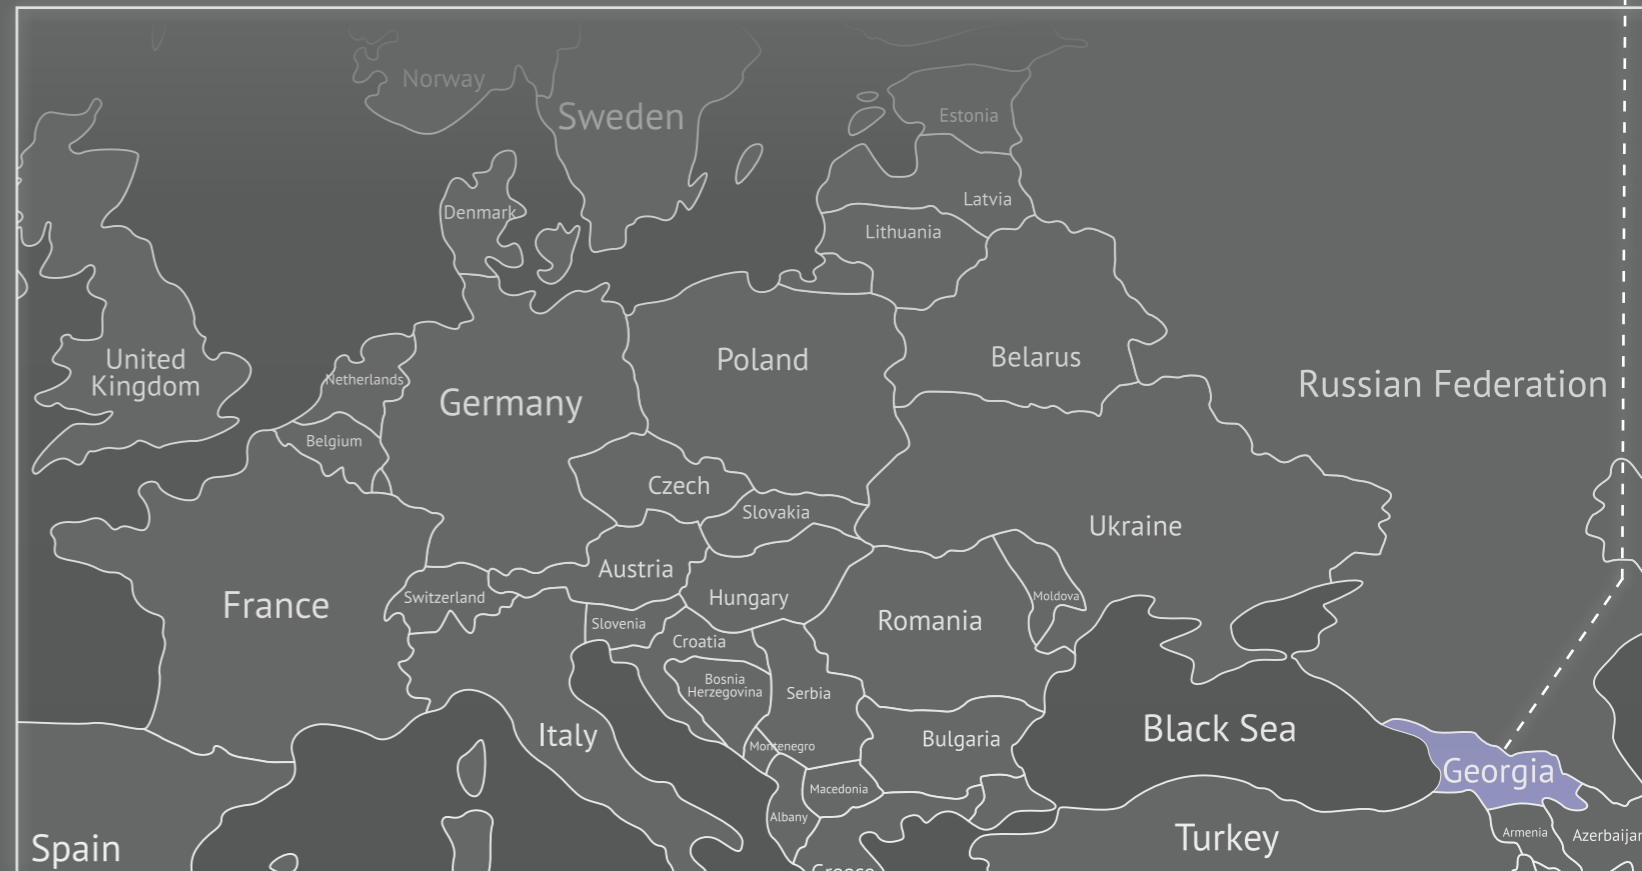 Norway
Sweden
Estonia
Latvia
Denmark
Lithuania
United
Kingdom
Poland
Belarus
Netherlands
Russian Federation
Germany
Belgium
Czech
Slovakia
Ukraine
Austria
Switzerland
Hungary
Moldova
France
Romania
Slovenia
Croatia
Bosnia
Herzegovina
Serbia
Black Sea
Italy
Bulgaria
Montenegro
Georgia
Macedonia
Albany
Armenia
Azerbaijan
Turkey
Spain
Greece